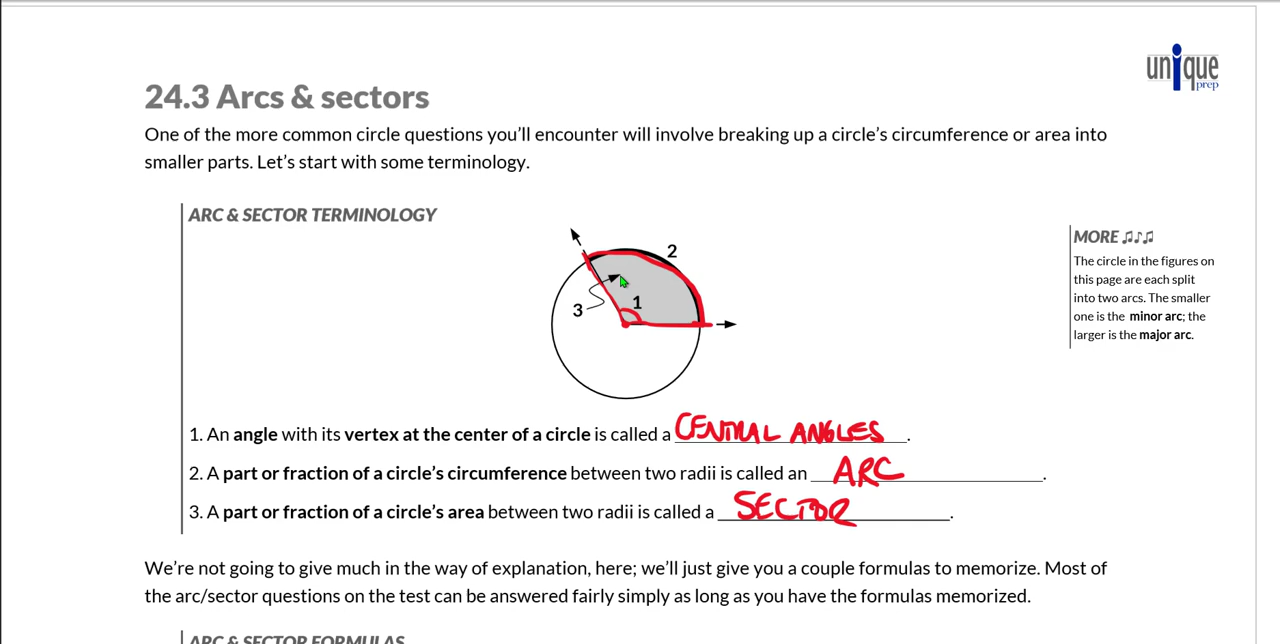 unique
prep
24.3 Arcs & sectors
One of the more common circle questions you'll encounter will involve breaking up a circle's circumference or area into
smaller parts. Let's start with some terminology.
ARC & SECTOR TERMINOLOGY
2
1
3
MORE ♫♪♫
The circle in the figures on
this page are each split
into two arcs. The smaller
one is the minor arc; the
larger is the major arc.
1. An angle with its vertex at the center of a circle is called a CENTRAL ANGLES.
2. A part or fraction of a circle's circumference between two radii is called an ARC.
3. A part or fraction of a circle's area between two radii is called a SECTOR.
We're not going to give much in the way of explanation, here; we'll just give you a couple formulas to memorize. Most of
the arc/sector questions on the test can be answered fairly simply as long as you have the formulas memorized.
ARC & SECTOR FORMULAS